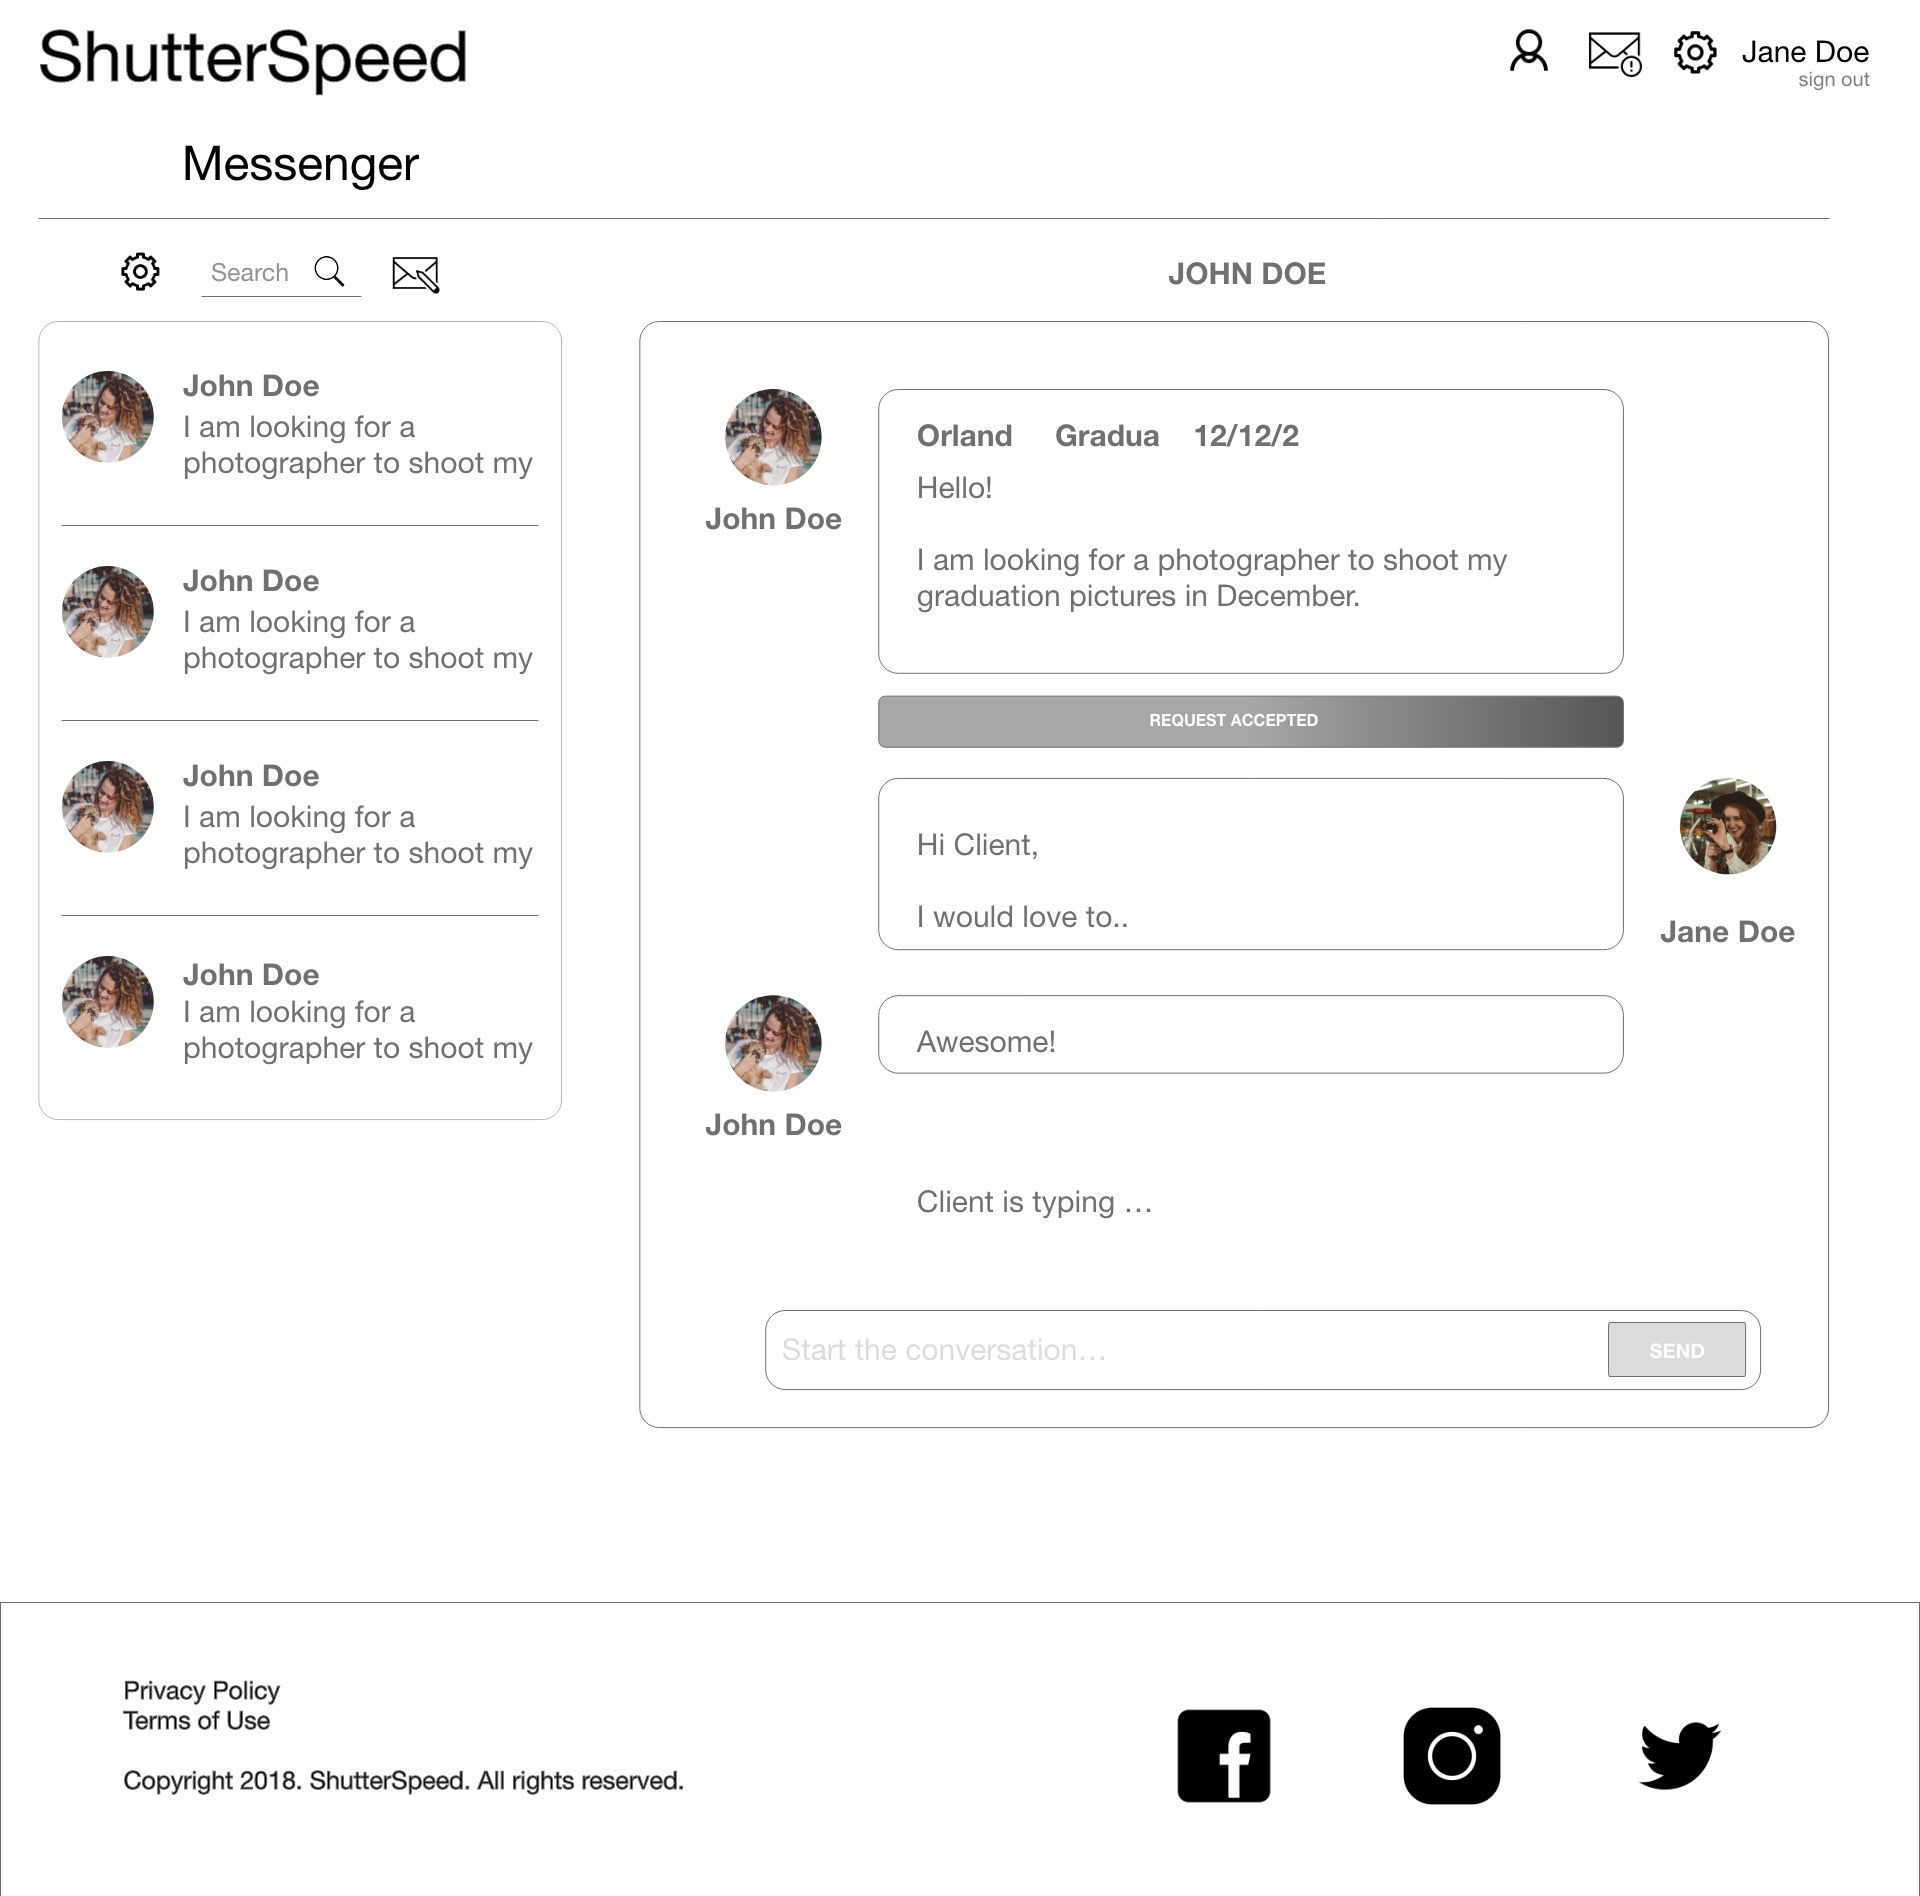 ShutterSpeed
Jane Doe
sign out
Messenger
Search
JOHN DOE
John Doe
I am looking for a
photographer to shoot my
John Doe
I am looking for a
photographer to shoot my
John Doe
I am looking for a
photographer to shoot my
John Doe
I am looking for a
photographer to shoot my
John Doe
Orland Gradua 12/12/2
Hello!
I am looking for a photographer to shoot my
graduation pictures in December.
REQUEST ACCEPTED
Hi Client,
I would love to..
Jane Doe
Awesome!
John Doe
Client is typing …
Start the conversation…
SEND
Privacy Policy
Terms of Use
Copyright 2018. ShutterSpeed. All rights reserved.